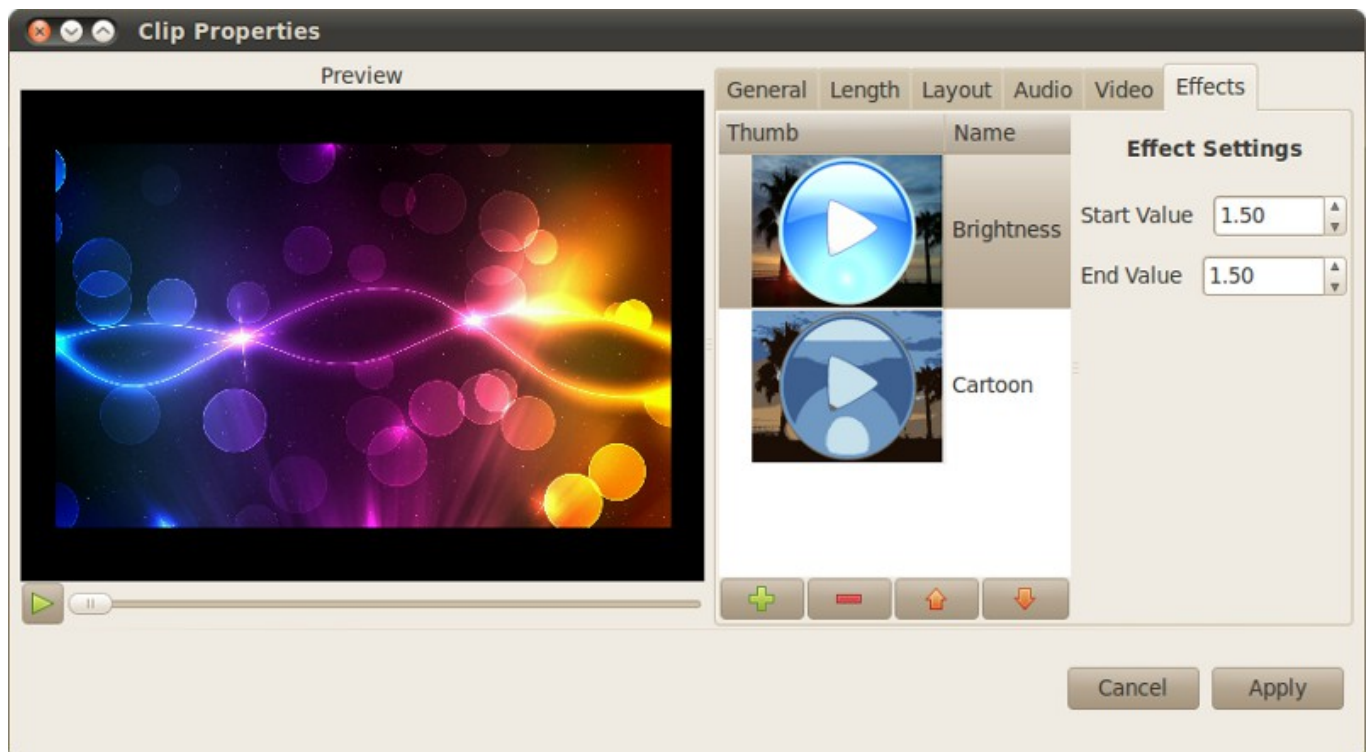 Clip Properties
Preview
General Length Layout Audio Video Effects
Thumb Name
Effect Settings
Brightness
Start Value 1.50
End Value 1.50
Cartoon
Cancel Apply